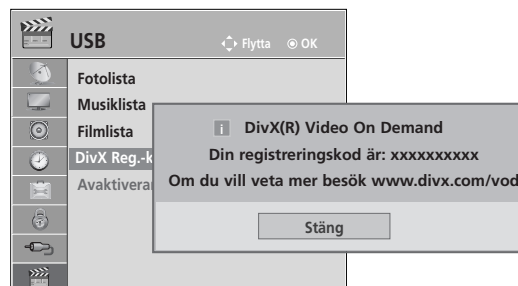 USB
Flytta OK
Fotolista
Musiklista
Filmlista
DivX Reg.-k
Avaktivera
i DivX(R) Video On Demand
Din registreringskod är: xxxxxxxxxx
Om du vill veta mer besök www.divx.com/vod
Stäng